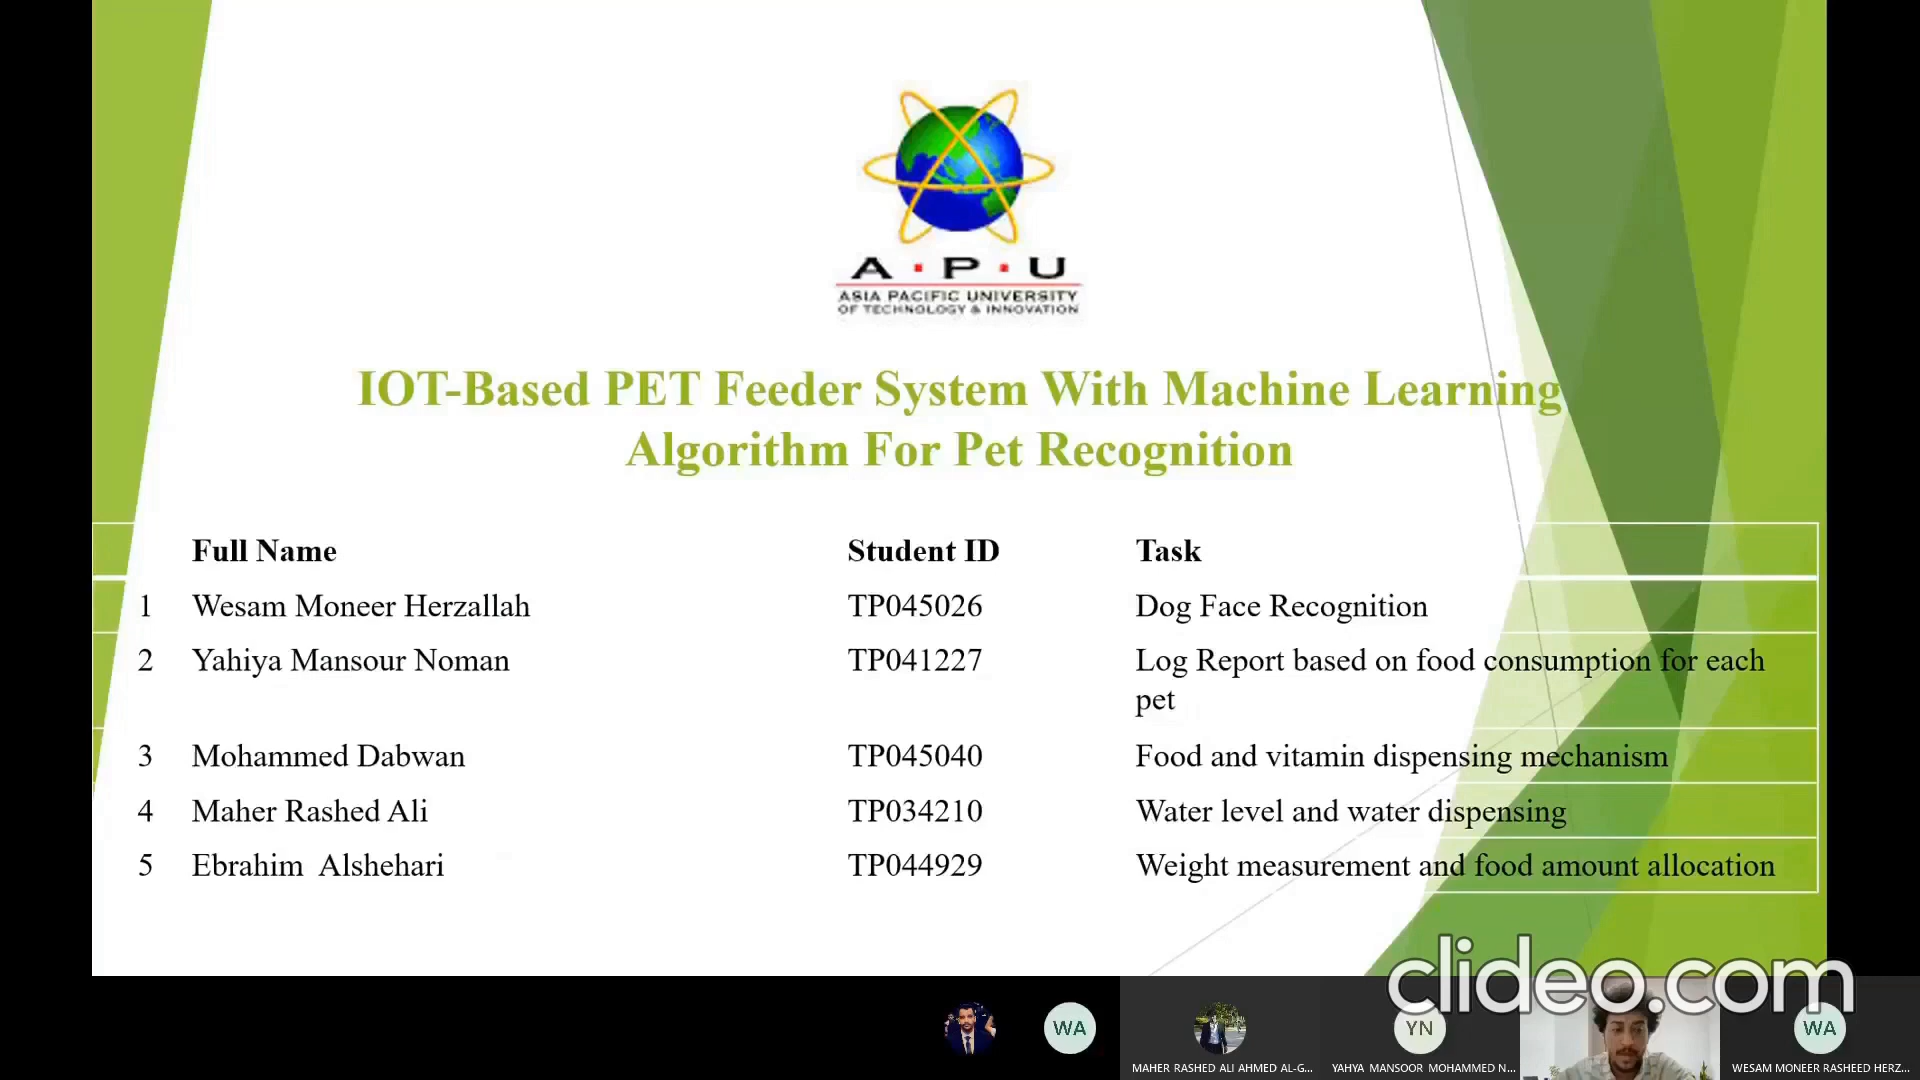 A·P·U
ASIA PACIFIC UNIVERSITY
OF TECHNOLOGY & INNOVATION
IOT-Based PET Feeder System With Machine Learning
Algorithm For Pet Recognition
Full Name Student ID Task
1 Wesam Moneer Herzallah TP045026 Dog Face Recognition
2 Yahiya Mansour Noman TP041227 Log Report based on food consumption for each
pet
3 Mohammed Dabwan TP045040 Food and vitamin dispensing mechanism
4 Maher Rashed Ali TP034210 Water level and water dispensing
5 Ebrahim Alshehari TP044929 Weight measurement and food amount allocation
clideo.com
WA YN WA
MAHER RASHED ALI AHMED AL-G... YAHYA MANSOOR MOHAMMED N... WESAM MONEER RASHEED HERZ...